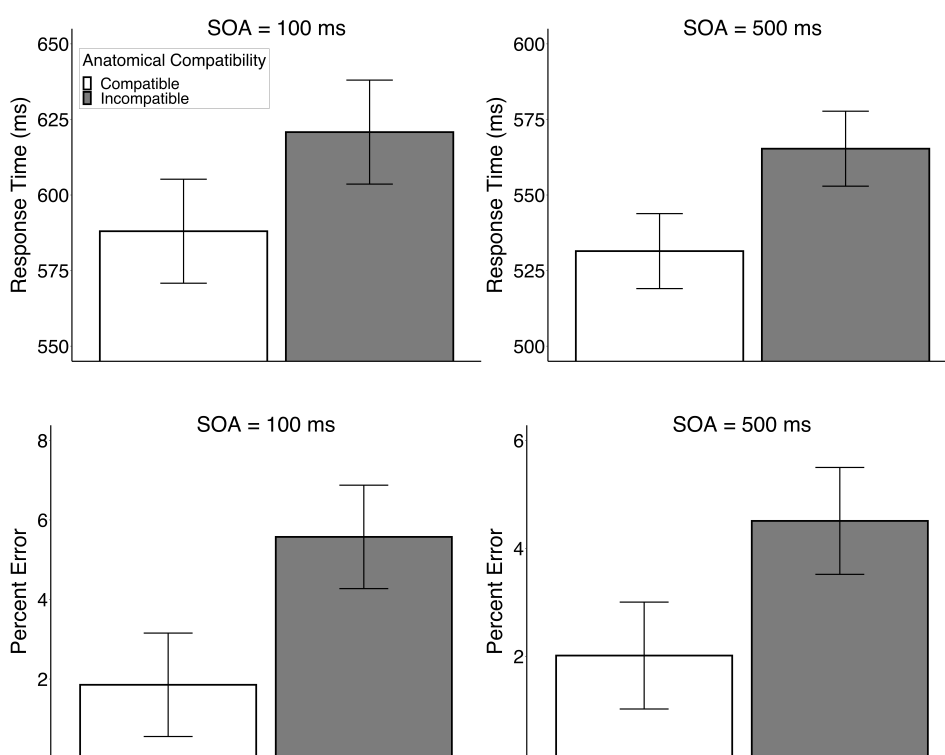 SOA = 100 ms
650
625
600
575
550
Response Time (ms)
Anatomical Compatibility
Compatible
Incompatible
SOA = 500 ms
600
575
550
525
500
Response Time (ms)
SOA = 100 ms
8
6
4
2
Percent Error
SOA = 500 ms
6
4
2
Percent Error